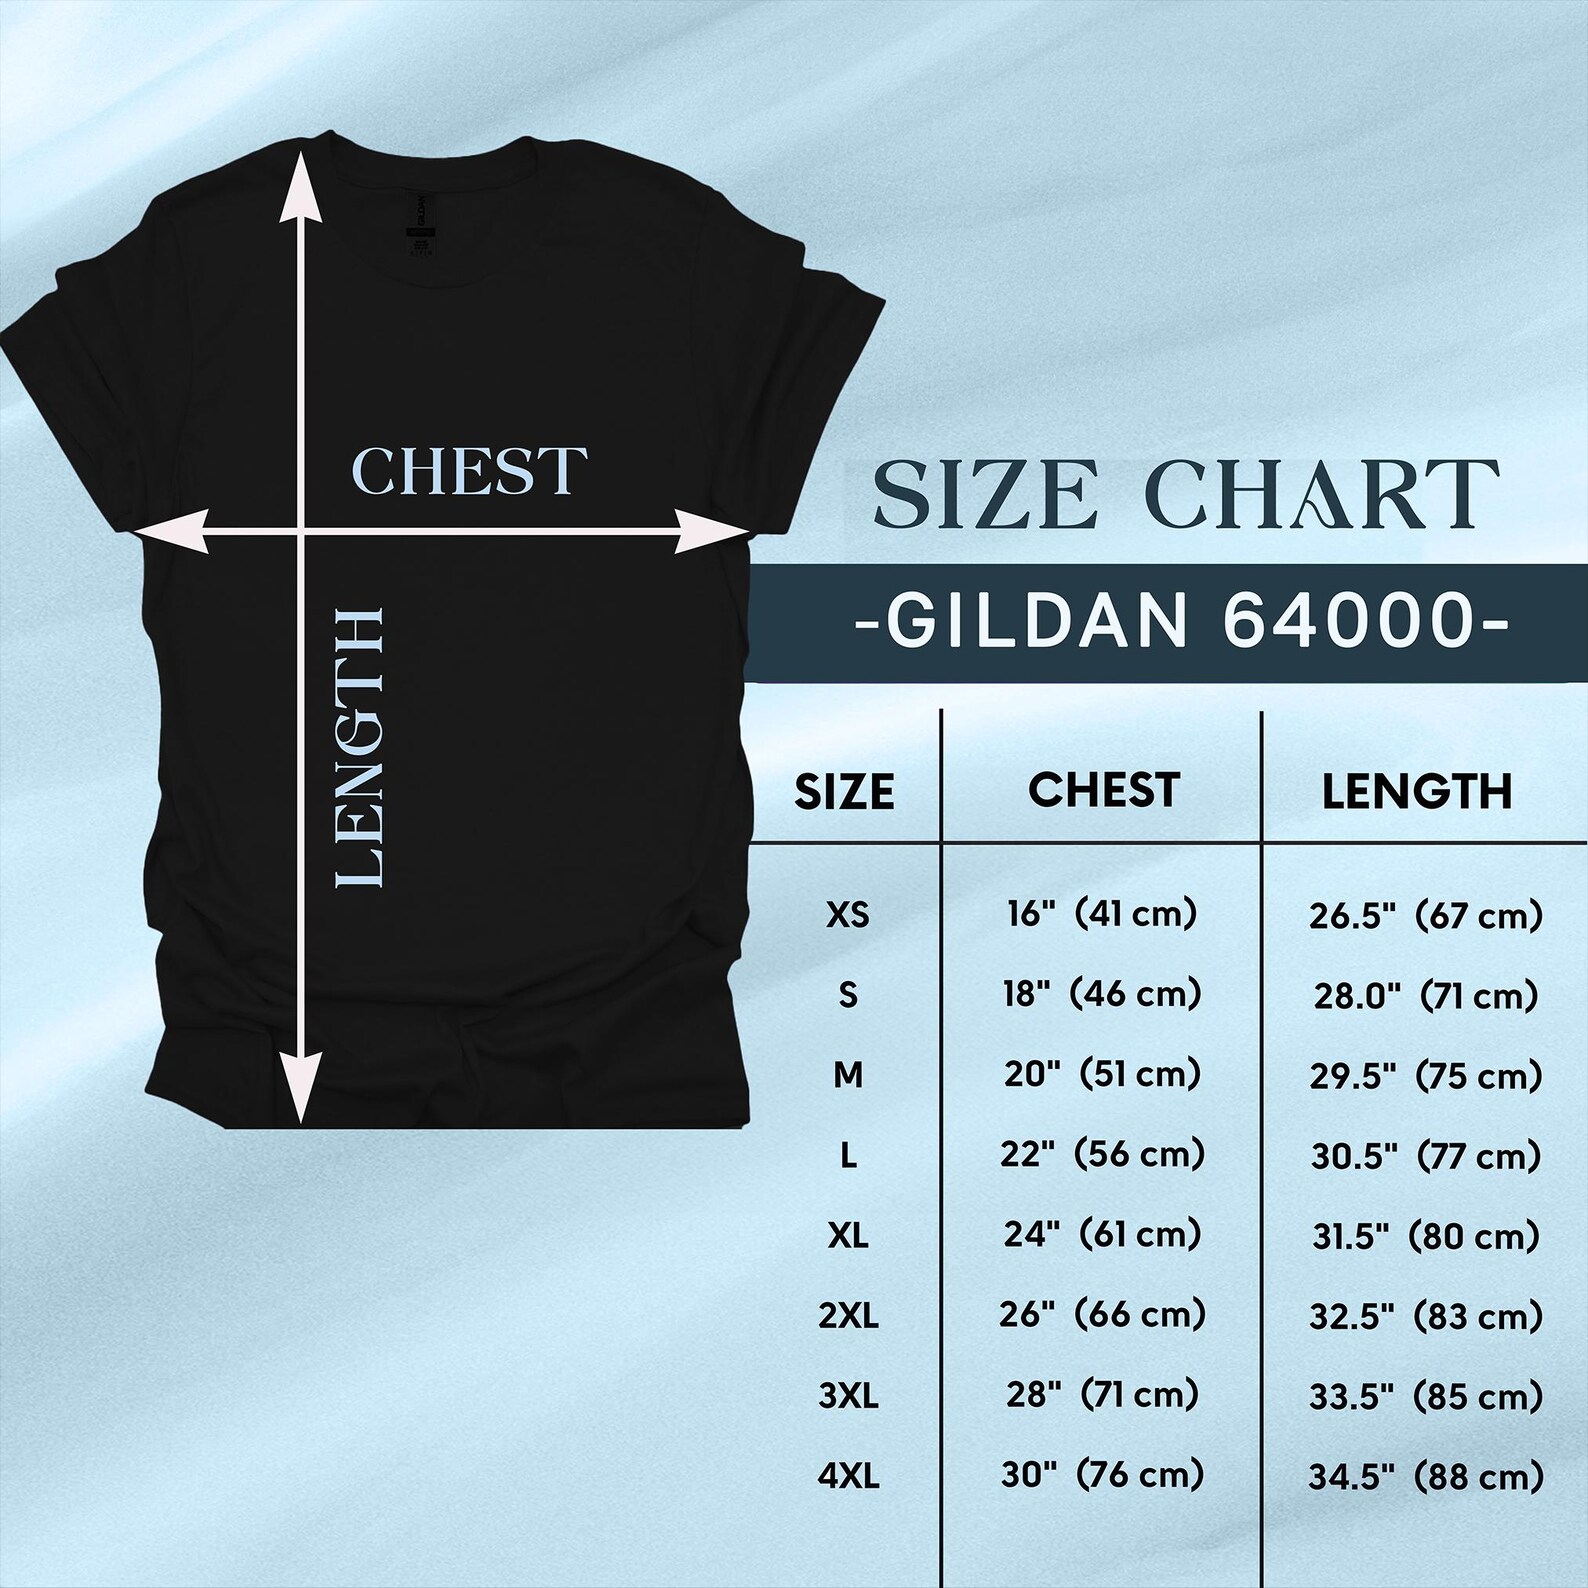 GILDAN
CHEST
LENGTH
SIZE CHART
-GILDAN 64000-
SIZE CHEST LENGTH
XS 16" (41 cm) 26.5" (67 cm)
S 18" (46 cm) 28.0" (71 cm)
M 20" (51 cm) 29.5" (75 cm)
L 22" (56 cm) 30.5" (77 cm)
XL 24" (61 cm) 31.5" (80 cm)
2XL 26" (66 cm) 32.5" (83 cm)
3XL 28" (71 cm) 33.5" (85 cm)
4XL 30" (76 cm) 34.5" (88 cm)